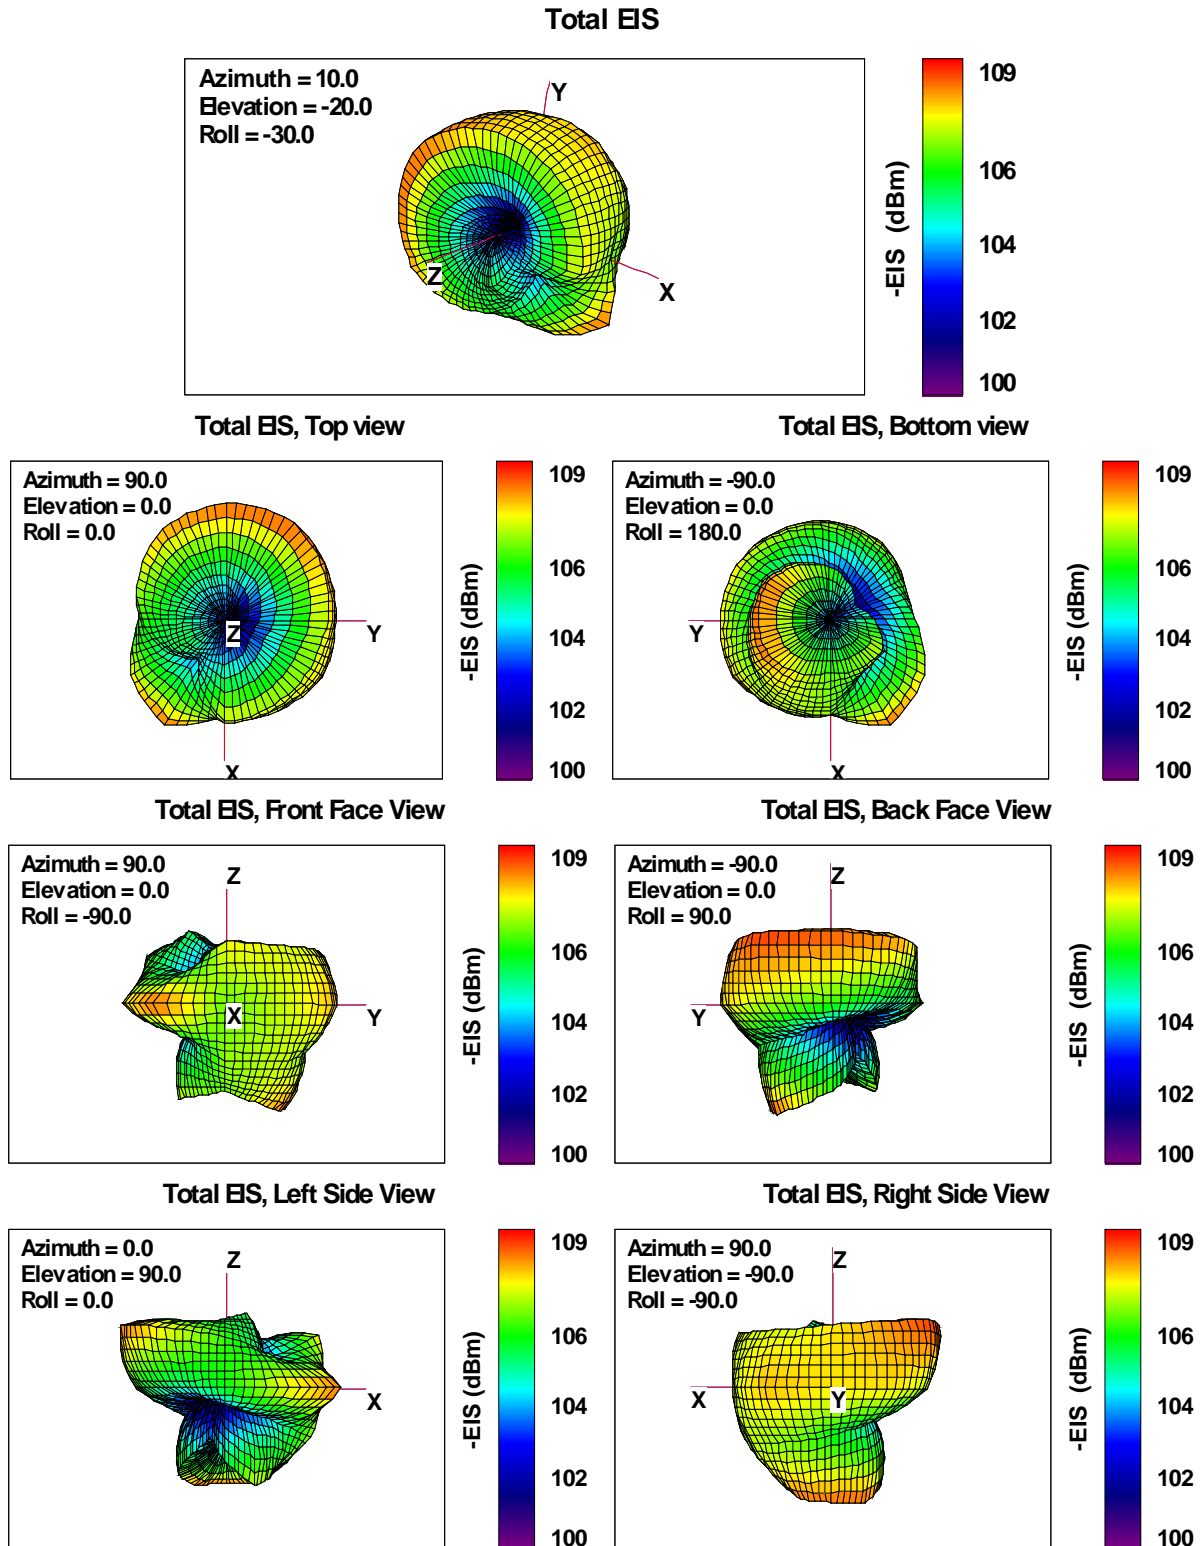 Total EIS
Azimuth = 10.0
Elevation = -20.0
Roll = -30.0
Y
Z
X
-EIS (dBm)
109
106
104
102
100
Total EIS, Top view
Azimuth = 90.0
Elevation = 0.0
Roll = 0.0
Z
Y
X
-EIS (dBm)
109
106
104
102
100
Total EIS, Bottom view
Azimuth = -90.0
Elevation = 0.0
Roll = 180.0
Y
X
-EIS (dBm)
109
106
104
102
100
Total EIS, Front Face View
Azimuth = 90.0
Elevation = 0.0
Roll = -90.0
Z
X
Y
-EIS (dBm)
109
106
104
102
100
Total EIS, Back Face View
Azimuth = -90.0
Elevation = 0.0
Roll = 90.0
Z
Y
-EIS (dBm)
109
106
104
102
100
Total EIS, Left Side View
Azimuth = 0.0
Elevation = 90.0
Roll = 0.0
Z
X
-EIS (dBm)
109
106
104
102
100
Total EIS, Right Side View
Azimuth = 90.0
Elevation = -90.0
Roll = -90.0
Z
X
Y
-EIS (dBm)
109
106
104
102
100